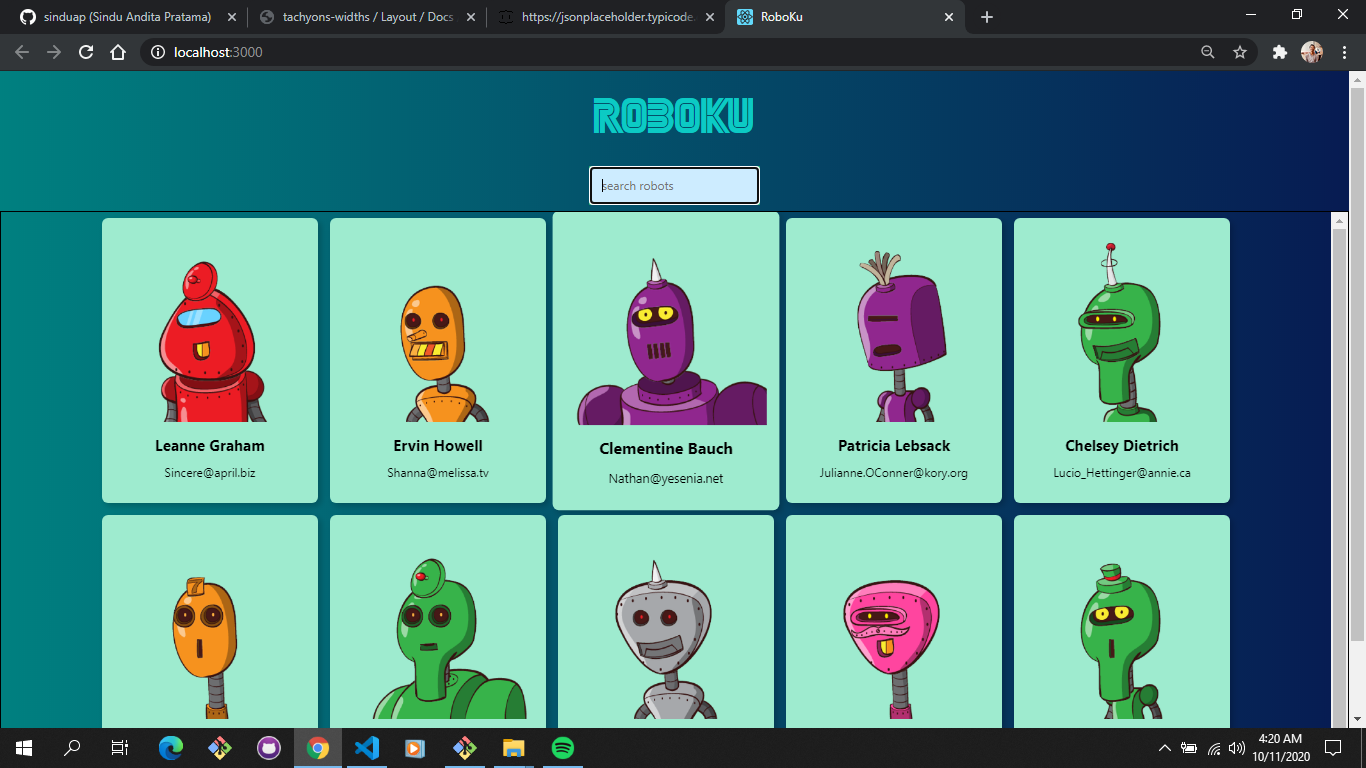 sinduap (Sindu Andita Pratama)
tachyons-widths / Layout / Docs
https://jsonplaceholder.typicode.
RoboKu
localhost:3000
ROBOKU
search robots
Leanne Graham
Ervin Howell
Clementine Bauch
Patricia Lebsack
Chelsey Dietrich
Sincere@april.biz
Shanna@melissa.tv
Nathan@yesenia.net
Julianne.OConner@kory.org
Lucio_Hettinger@annie.ca
7
4:20 AM
10/11/2020